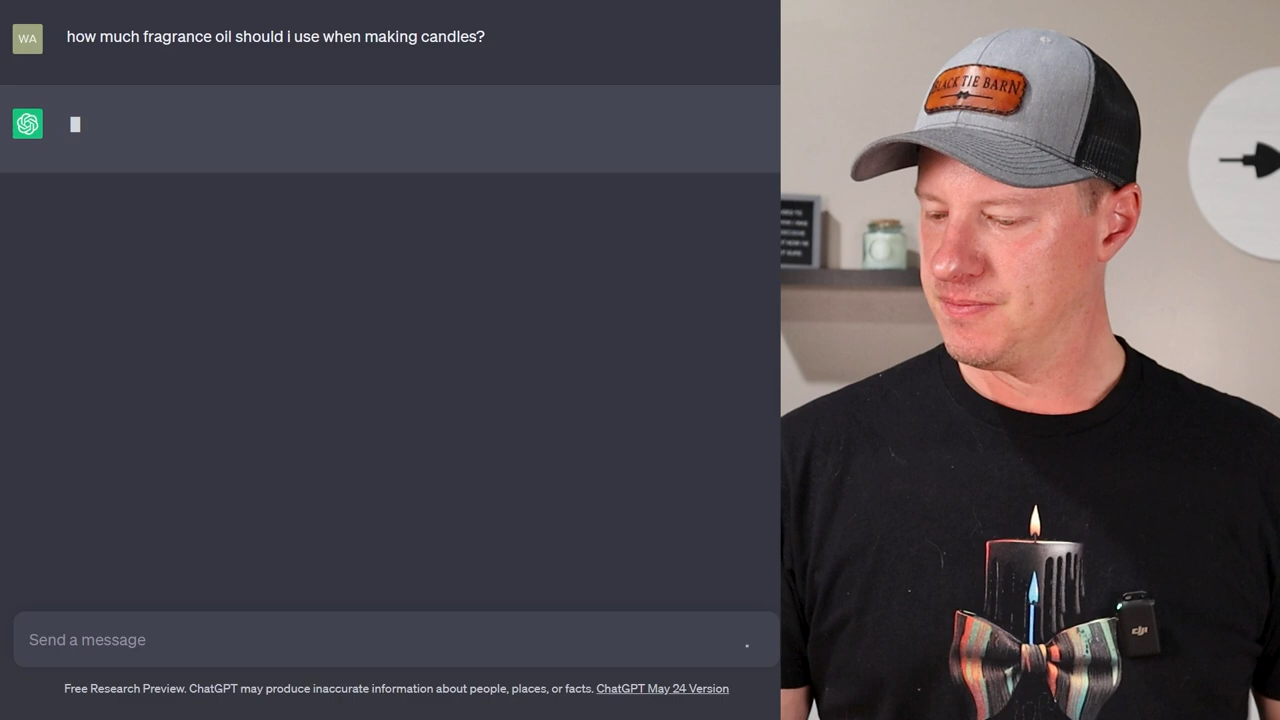 WA
how much fragrance oil should i use when making candles?
Send a message
Free Research Preview. ChatGPT may produce inaccurate information about people, places, or facts. ChatGPT May 24 Version
BLACK TIE BARN
dji